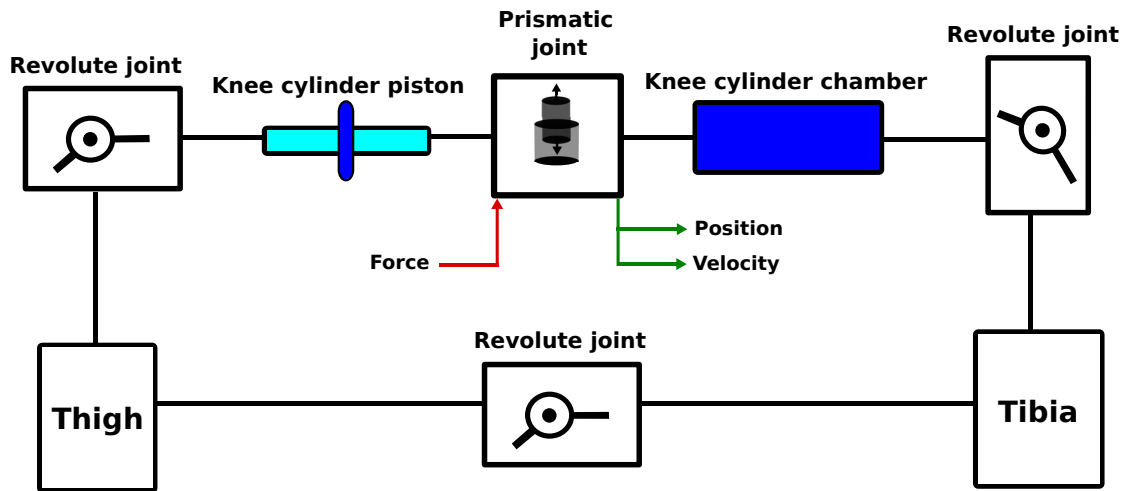 Prismatic
joint
Revolute joint
Revolute joint
Knee cylinder piston
Knee cylinder chamber
Force
Position
Velocity
Revolute joint
Thigh
Tibia